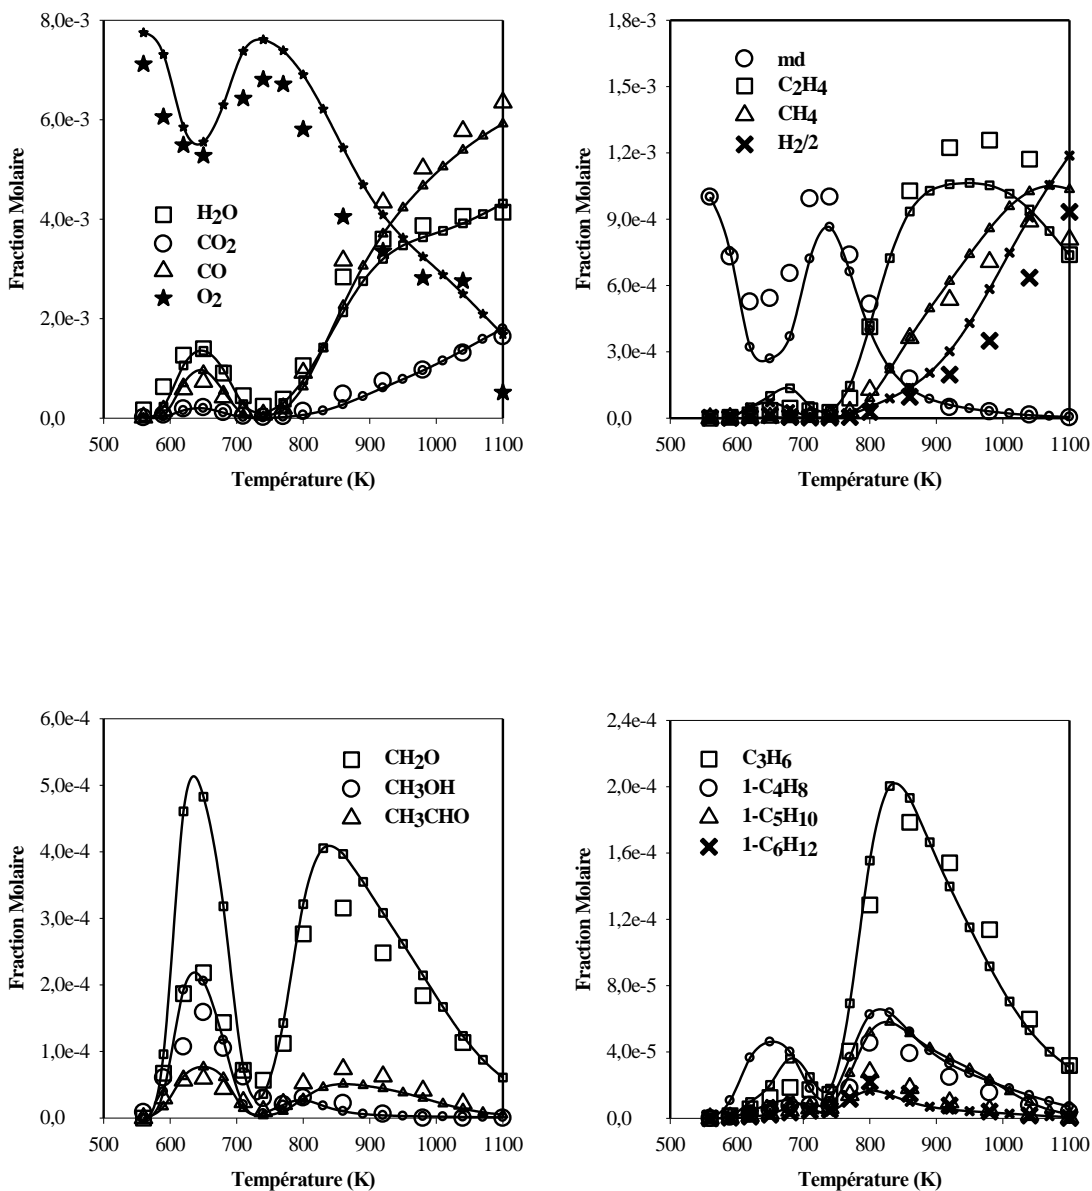 8,0e-3
6,0e-3
4,0e-3
2,0e-3
0,0
Fraction Molaire
H2O
CO2
CO
O2
500 600 700 800 900 1000 1100
Température (K)
1,8e-3
1,5e-3
1,2e-3
9,0e-4
6,0e-4
3,0e-4
0,0
Fraction Molaire
md
C2H4
CH4
H2/2
500 600 700 800 900 1000 1100
Température (K)
6,0e-4
5,0e-4
4,0e-4
3,0e-4
2,0e-4
1,0e-4
0,0
Fraction Molaire
CH2O
CH3OH
CH3CHO
500 600 700 800 900 1000 1100
Température (K)
2,4e-4
2,0e-4
1,6e-4
1,2e-4
8,0e-5
4,0e-5
0,0
Fraction Molaire
C3H6
1-C4H8
1-C5H10
1-C6H12
500 600 700 800 900 1000 1100
Température (K)